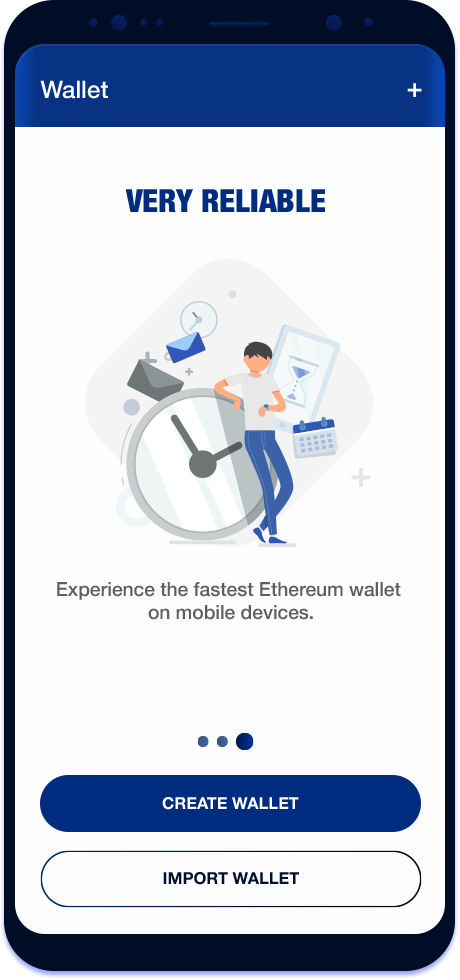 Wallet +
VERY RELIABLE
Experience the fastest Ethereum wallet
on mobile devices.
CREATE WALLET
IMPORT WALLET